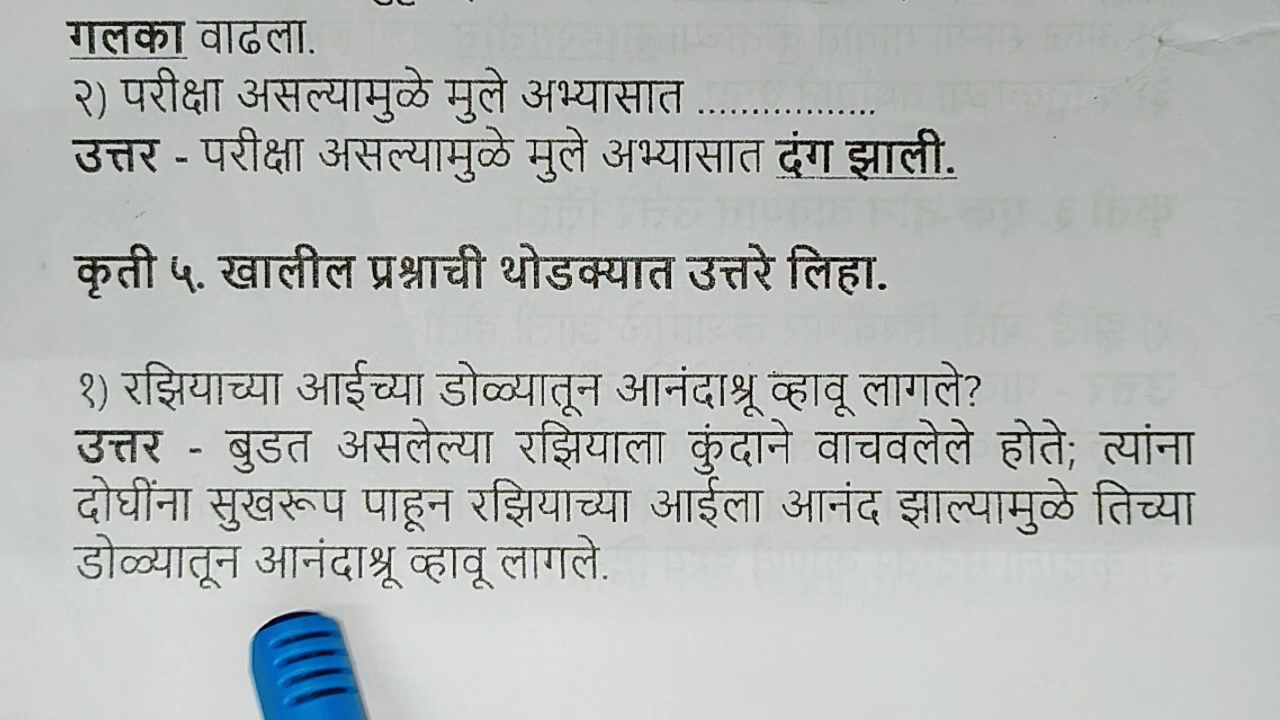 गलका वाढला.
२) परीक्षा असल्यामुळे मुले अभ्यासात .................
उत्तर - परीक्षा असल्यामुळे मुले अभ्यासात दंग झाली.
कृती ५. खालील प्रश्नाची थोडक्यात उत्तरे लिहा.
१) रझियाच्या आईच्या डोळ्यातून आनंदाश्रू व्हावू लागले?
उत्तर - बुडत असलेल्या रझियाला कुंदाने वाचवलेले होते; त्यांना
दोघींना सुखरूप पाहून रझियाच्या आईला आनंद झाल्यामुळे तिच्या
डोळ्यातून आनंदाश्रू व्हावू लागले.